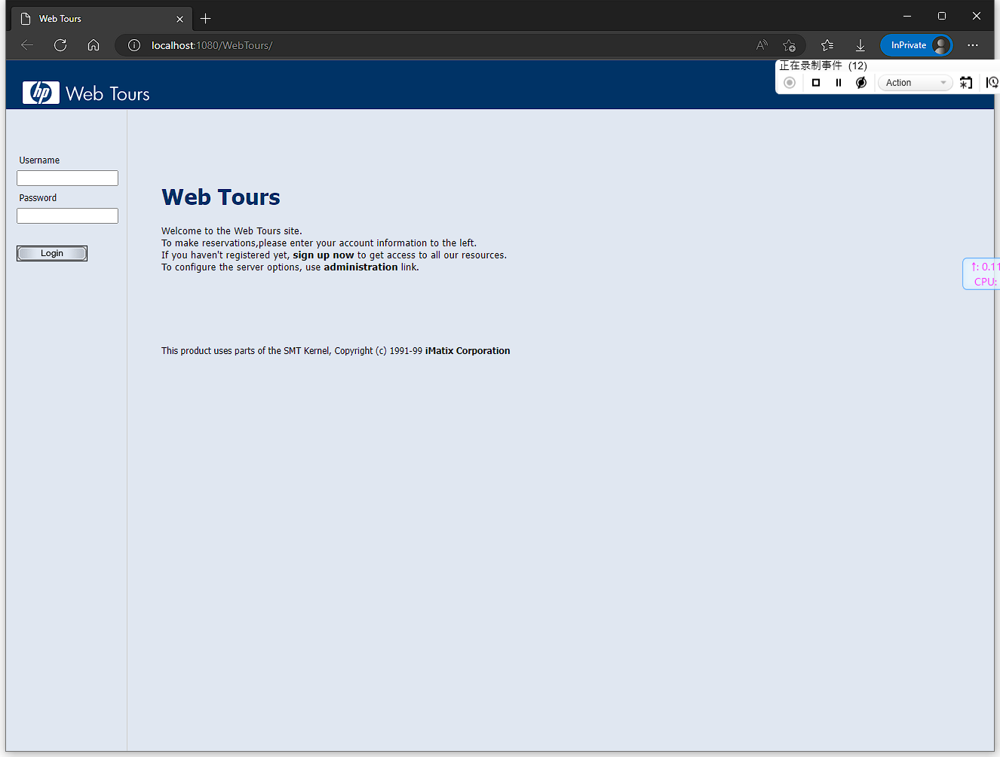 Web Tours
localhost:1080/WebTours/
InPrivate
正在录制事件 (12)
Action
hp Web Tours
Username
Password
Login
Web Tours
Welcome to the Web Tours site.
To make reservations,please enter your account information to the left.
If you haven't registered yet, sign up now to get access to all our resources.
To configure the server options, use administration link.
↑: 0.11
CPU:
This product uses parts of the SMT Kernel, Copyright (c) 1991-99 iMatix Corporation